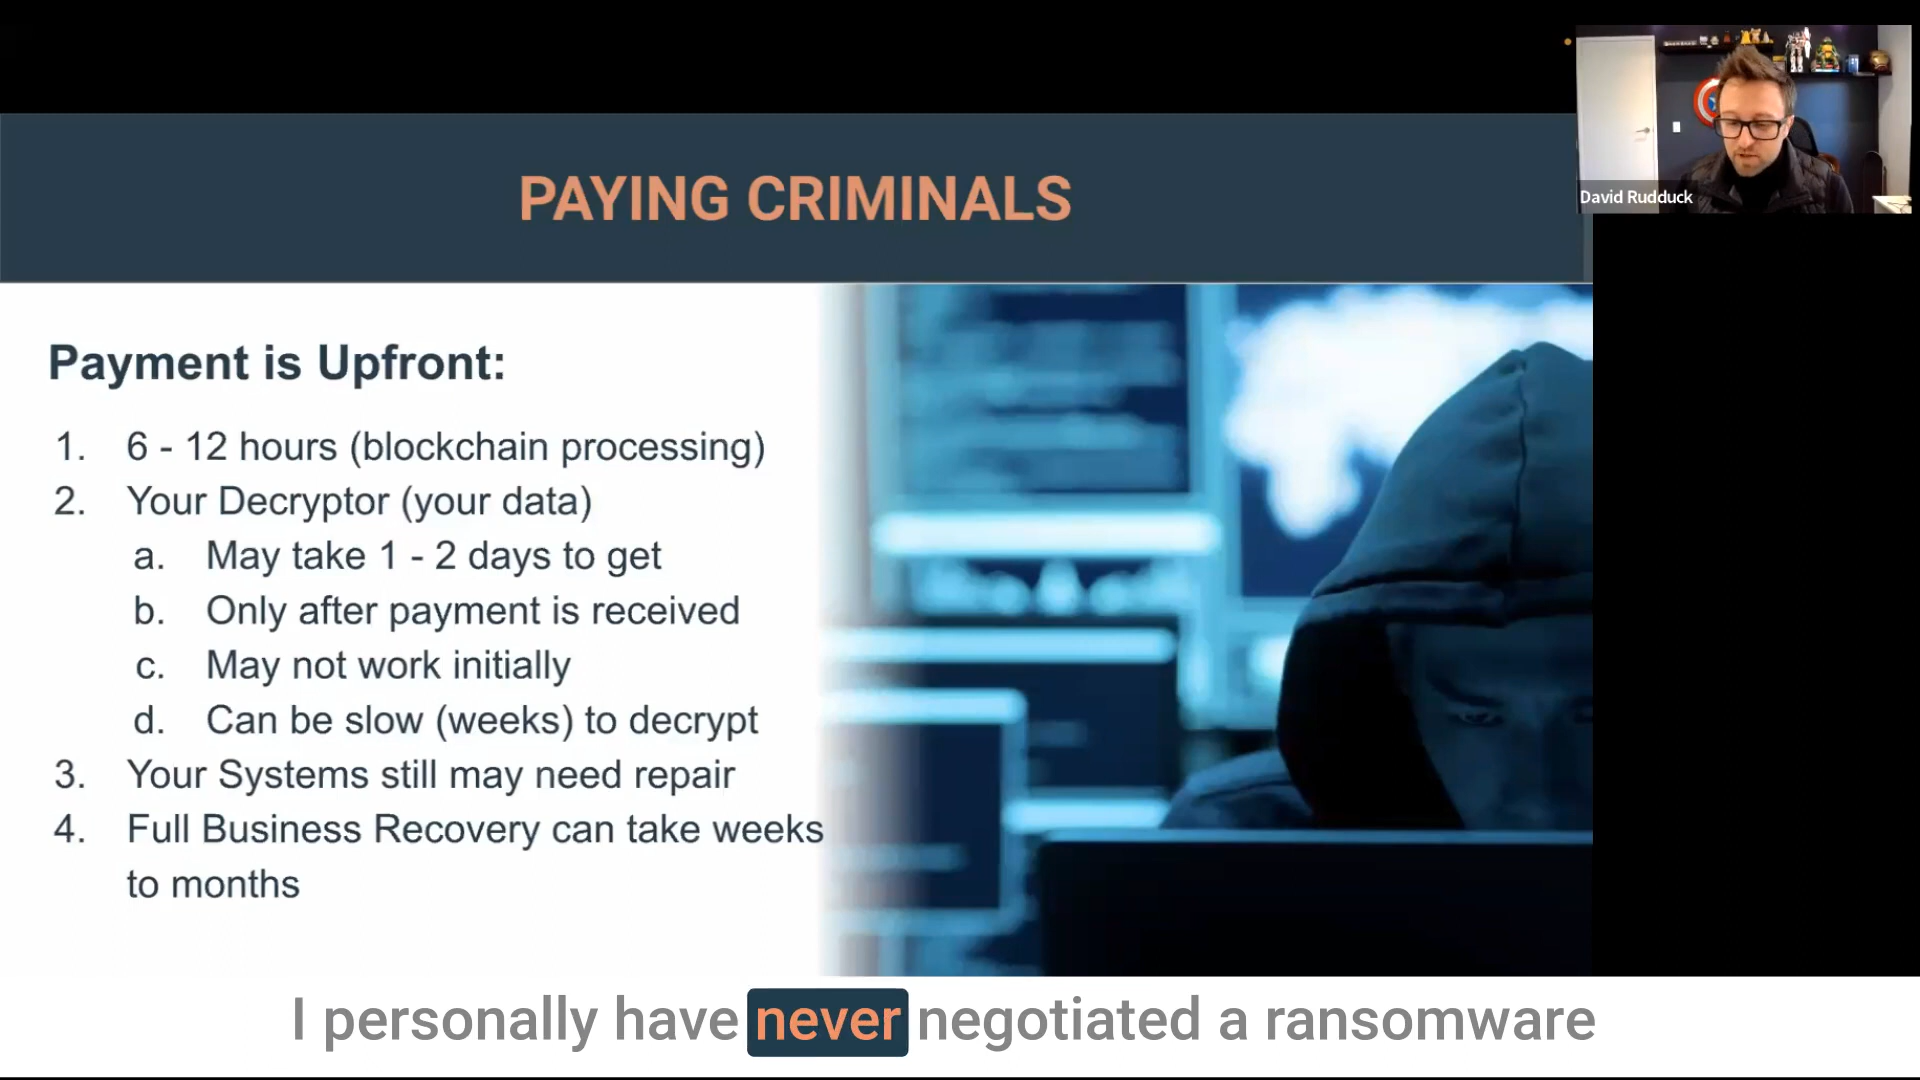 PAYING CRIMINALS
David Rudduck
Payment is Upfront:
1. 6 - 12 hours (blockchain processing)
2. Your Decryptor (your data)
a. May take 1 - 2 days to get
b. Only after payment is received
c. May not work initially
d. Can be slow (weeks) to decrypt
3. Your Systems still may need repair
4. Full Business Recovery can take weeks
to months
I personally have never negotiated a ransomware